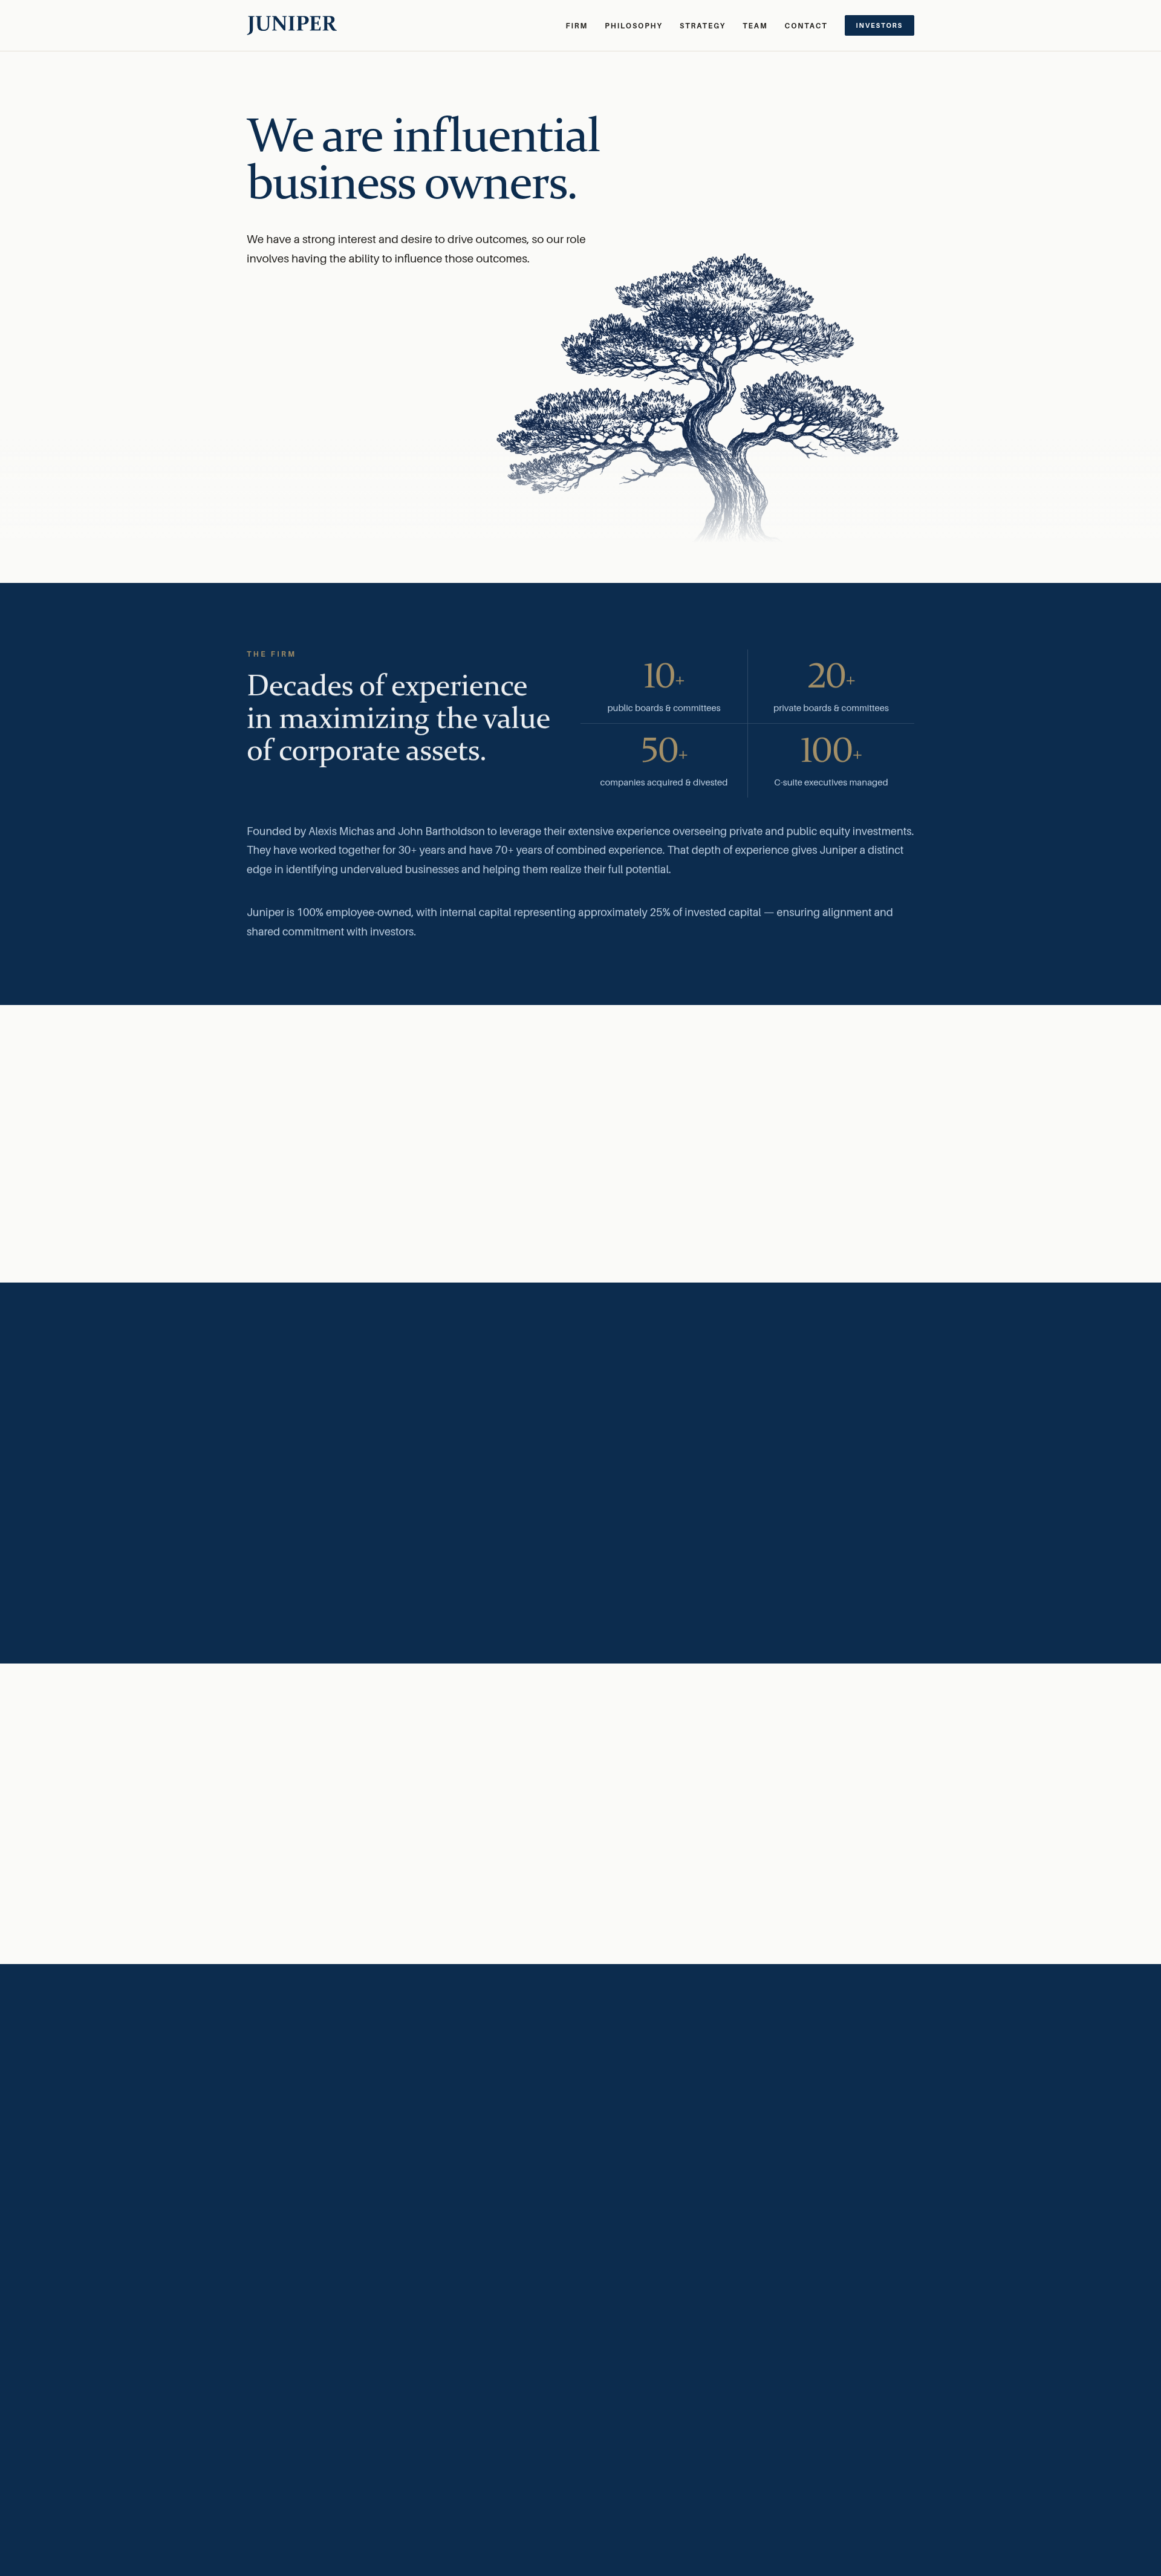 JUNIPER
FIRM PHILOSOPHY STRATEGY TEAM CONTACT INVESTORS
We are influential
business owners.
We have a strong interest and desire to drive outcomes, so our role
involves having the ability to influence those outcomes.
THE FIRM
Decades of experience
in maximizing the value
of corporate assets.
10+
public boards & committees
20+
private boards & committees
50+
companies acquired & divested
100+
C-suite executives managed
Founded by Alexis Michas and John Bartholdson to leverage their extensive experience overseeing private and public equity investments.
They have worked together for 30+ years and have 70+ years of combined experience. That depth of experience gives Juniper a distinct
edge in identifying undervalued businesses and helping them realize their full potential.
Juniper is 100% employee-owned, with internal capital representing approximately 25% of invested capital — ensuring alignment and
shared commitment with investors.